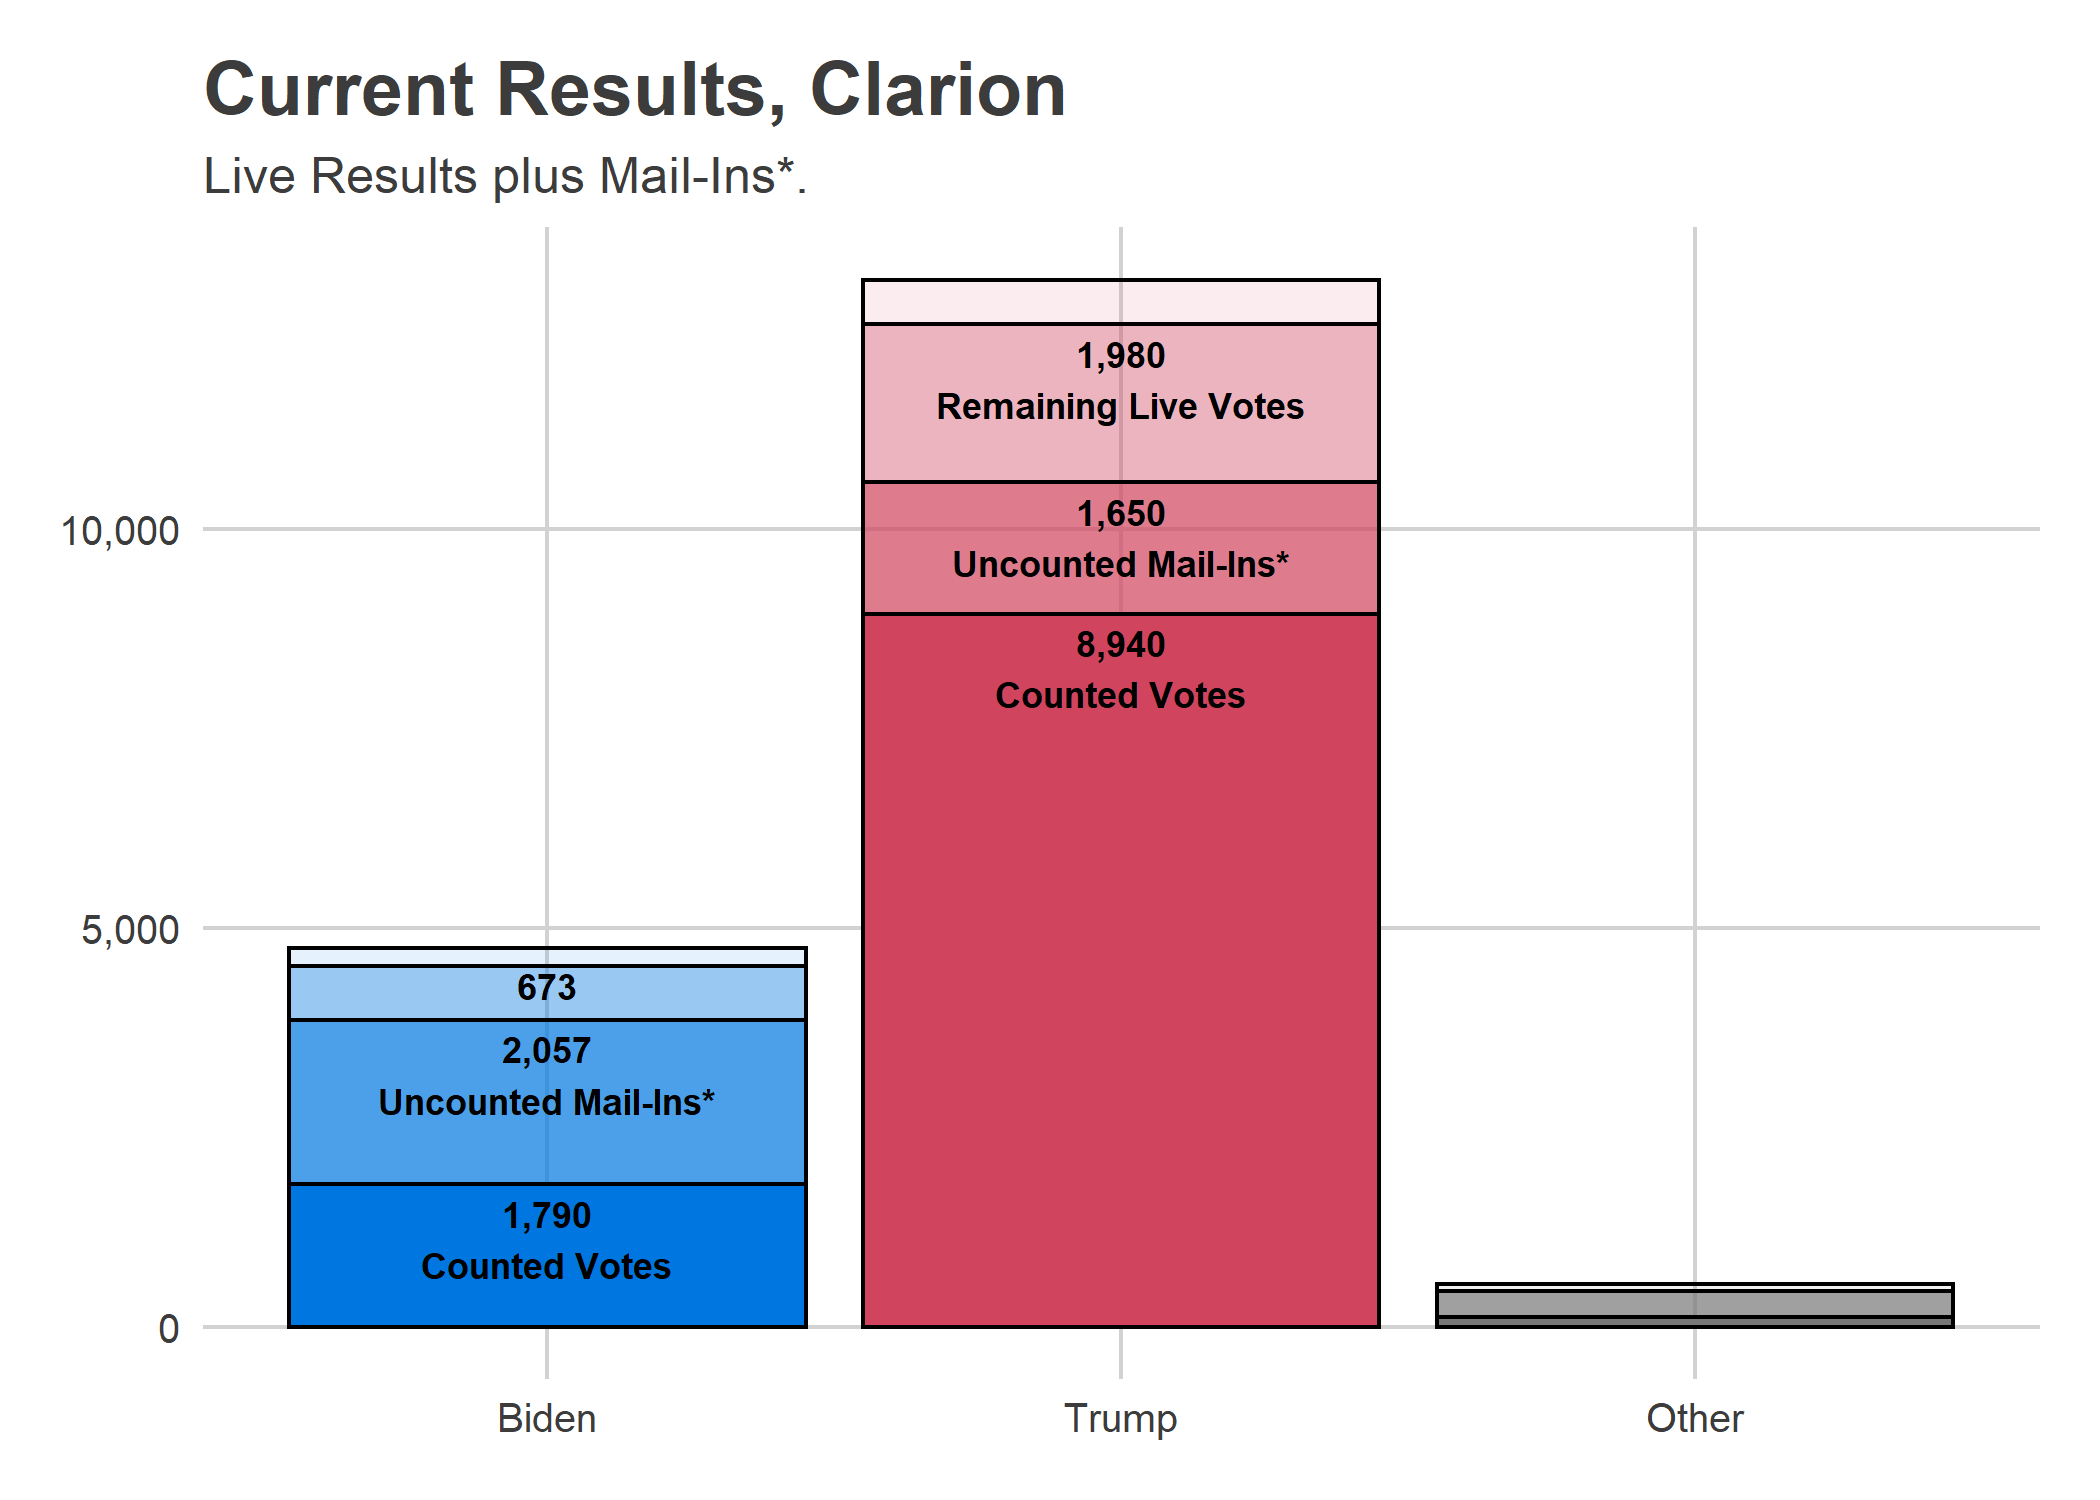 Current Results, Clarion
Live Results plus Mail-Ins*.
10,000
5,000
0
1,980
Remaining Live Votes
1,650
Uncounted Mail-Ins*
8,940
Counted Votes
673
2,057
Uncounted Mail-Ins*
1,790
Counted Votes
Biden
Trump
Other